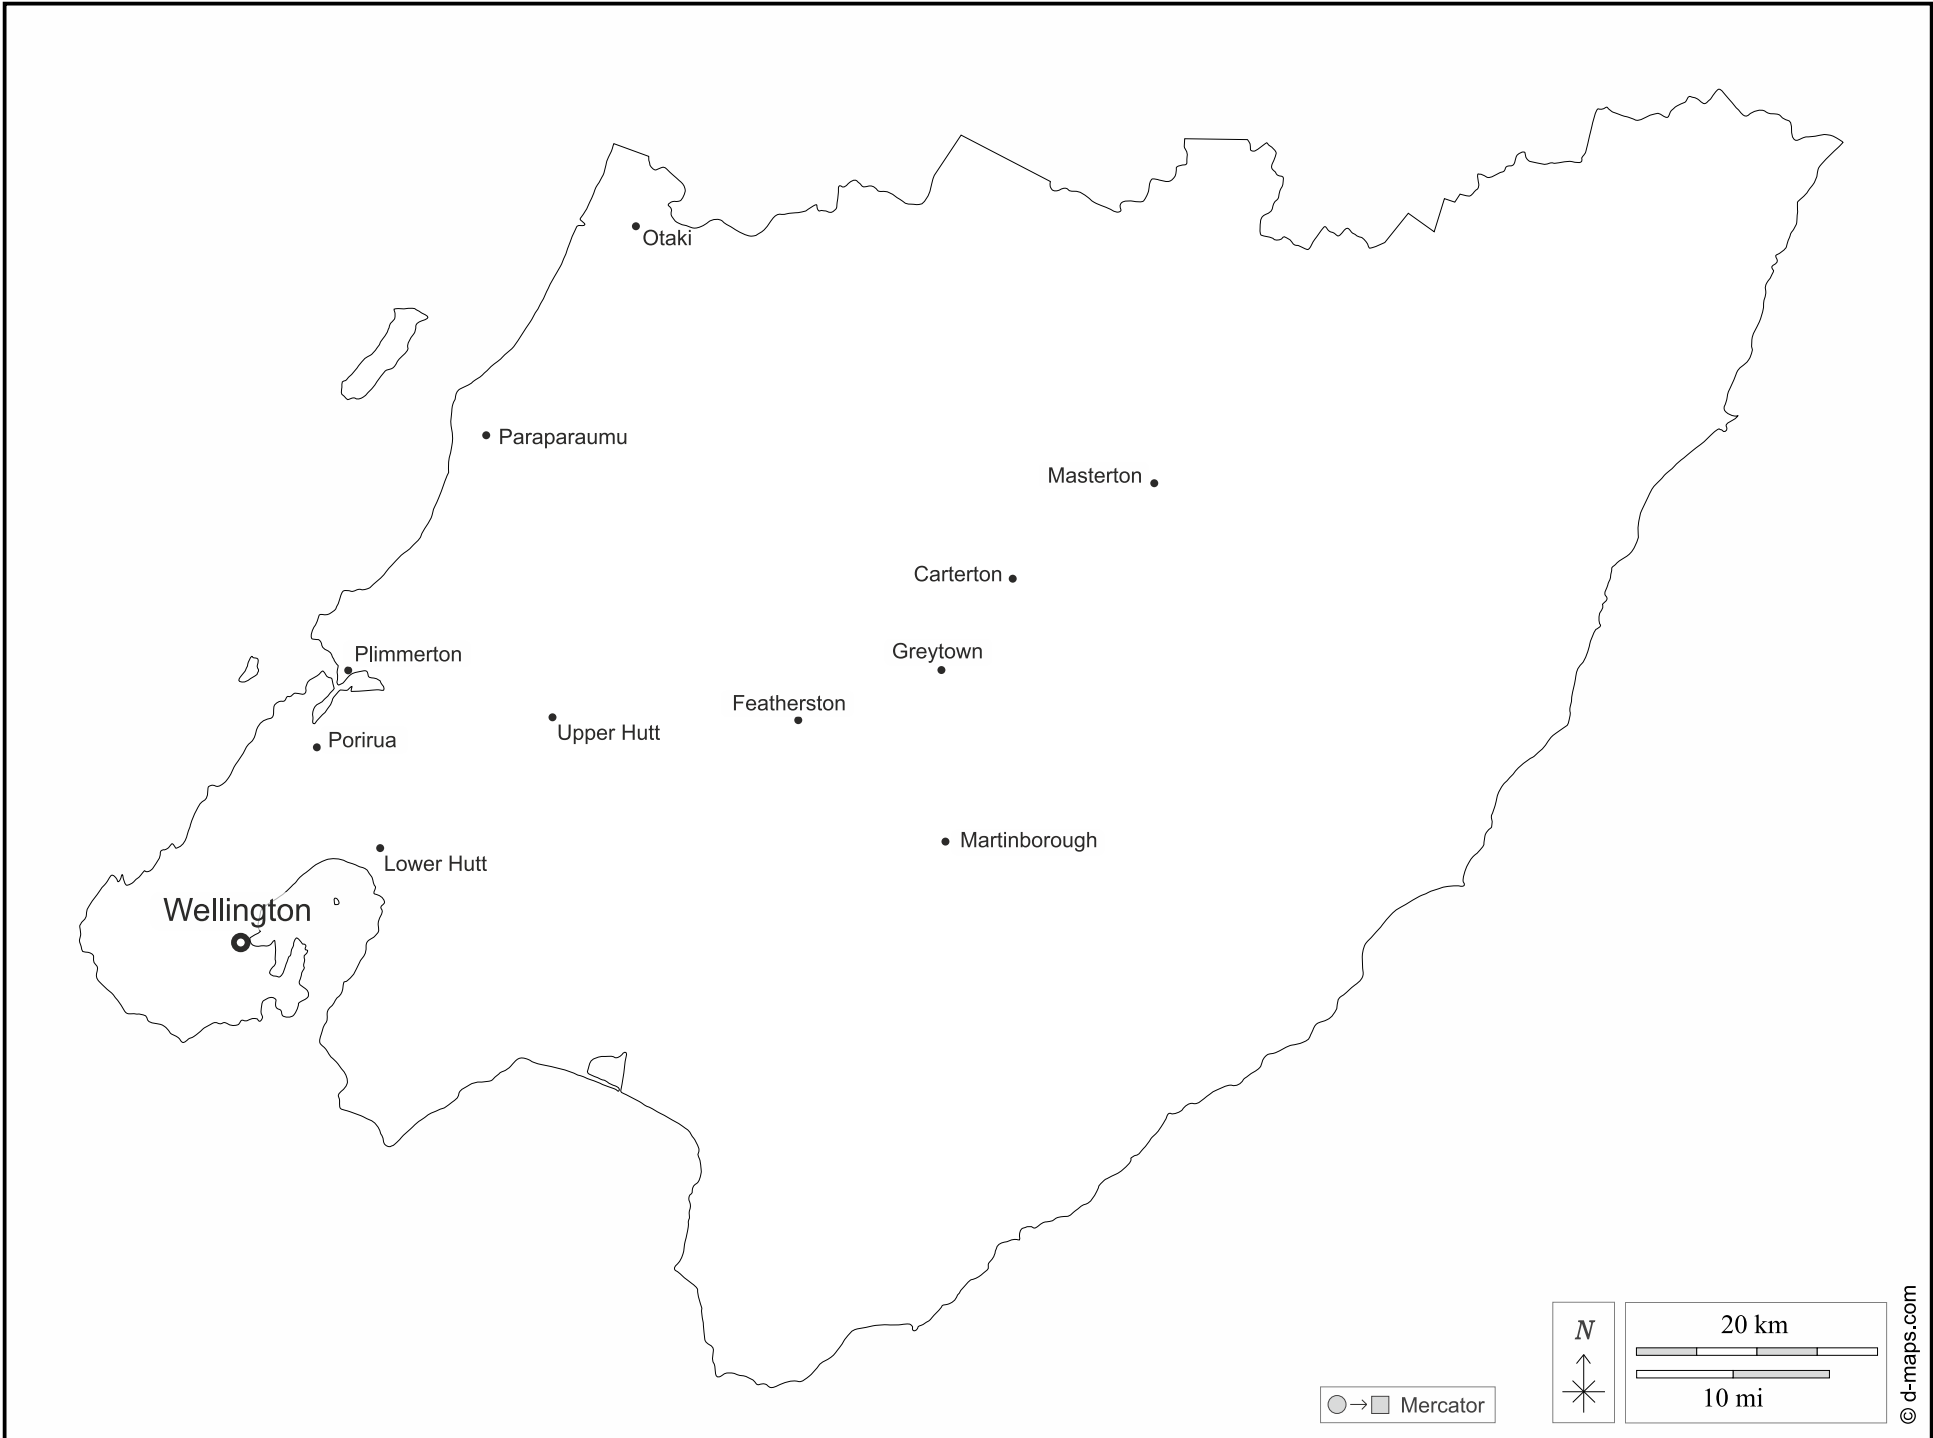 Otaki
Paraparaumu
Masterton
Carterton
Plimmerton
Greytown
Featherston
Upper Hutt
Porirua
Martinborough
Lower Hutt
Wellington
N
20 km
10 mi
Mercator
© d-maps.com